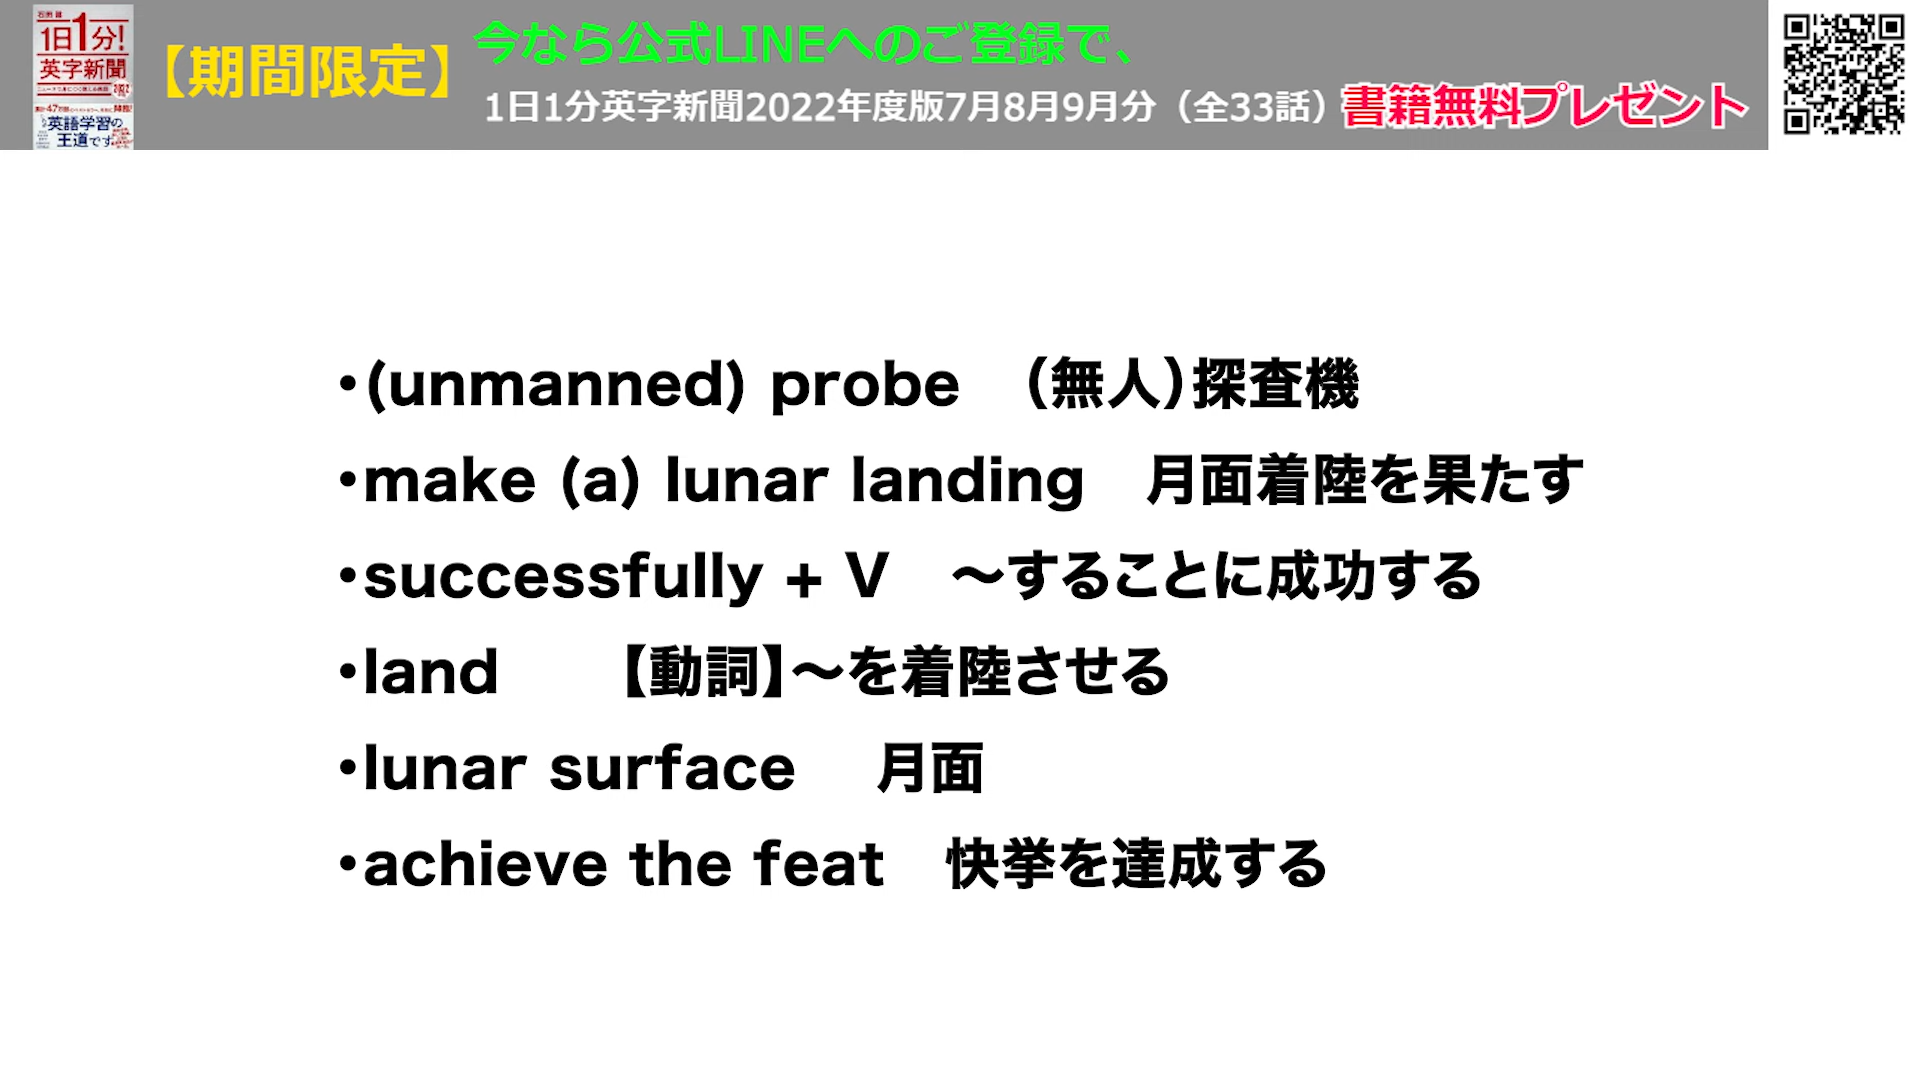 石田 健
1日1分!
英字新聞
2022
英語学習の
王道です
【期間限定】
今なら公式LINEへのご登録で、
1日1分英字新聞2022年度版7月8月9月分（全33話）書籍無料プレゼント
・(unmanned) probe （無人）探査機
・make (a) lunar landing 月面着陸を果たす
・successfully + V ～することに成功する
・land 【動詞】～を着陸させる
・lunar surface 月面
・achieve the feat 快挙を達成する